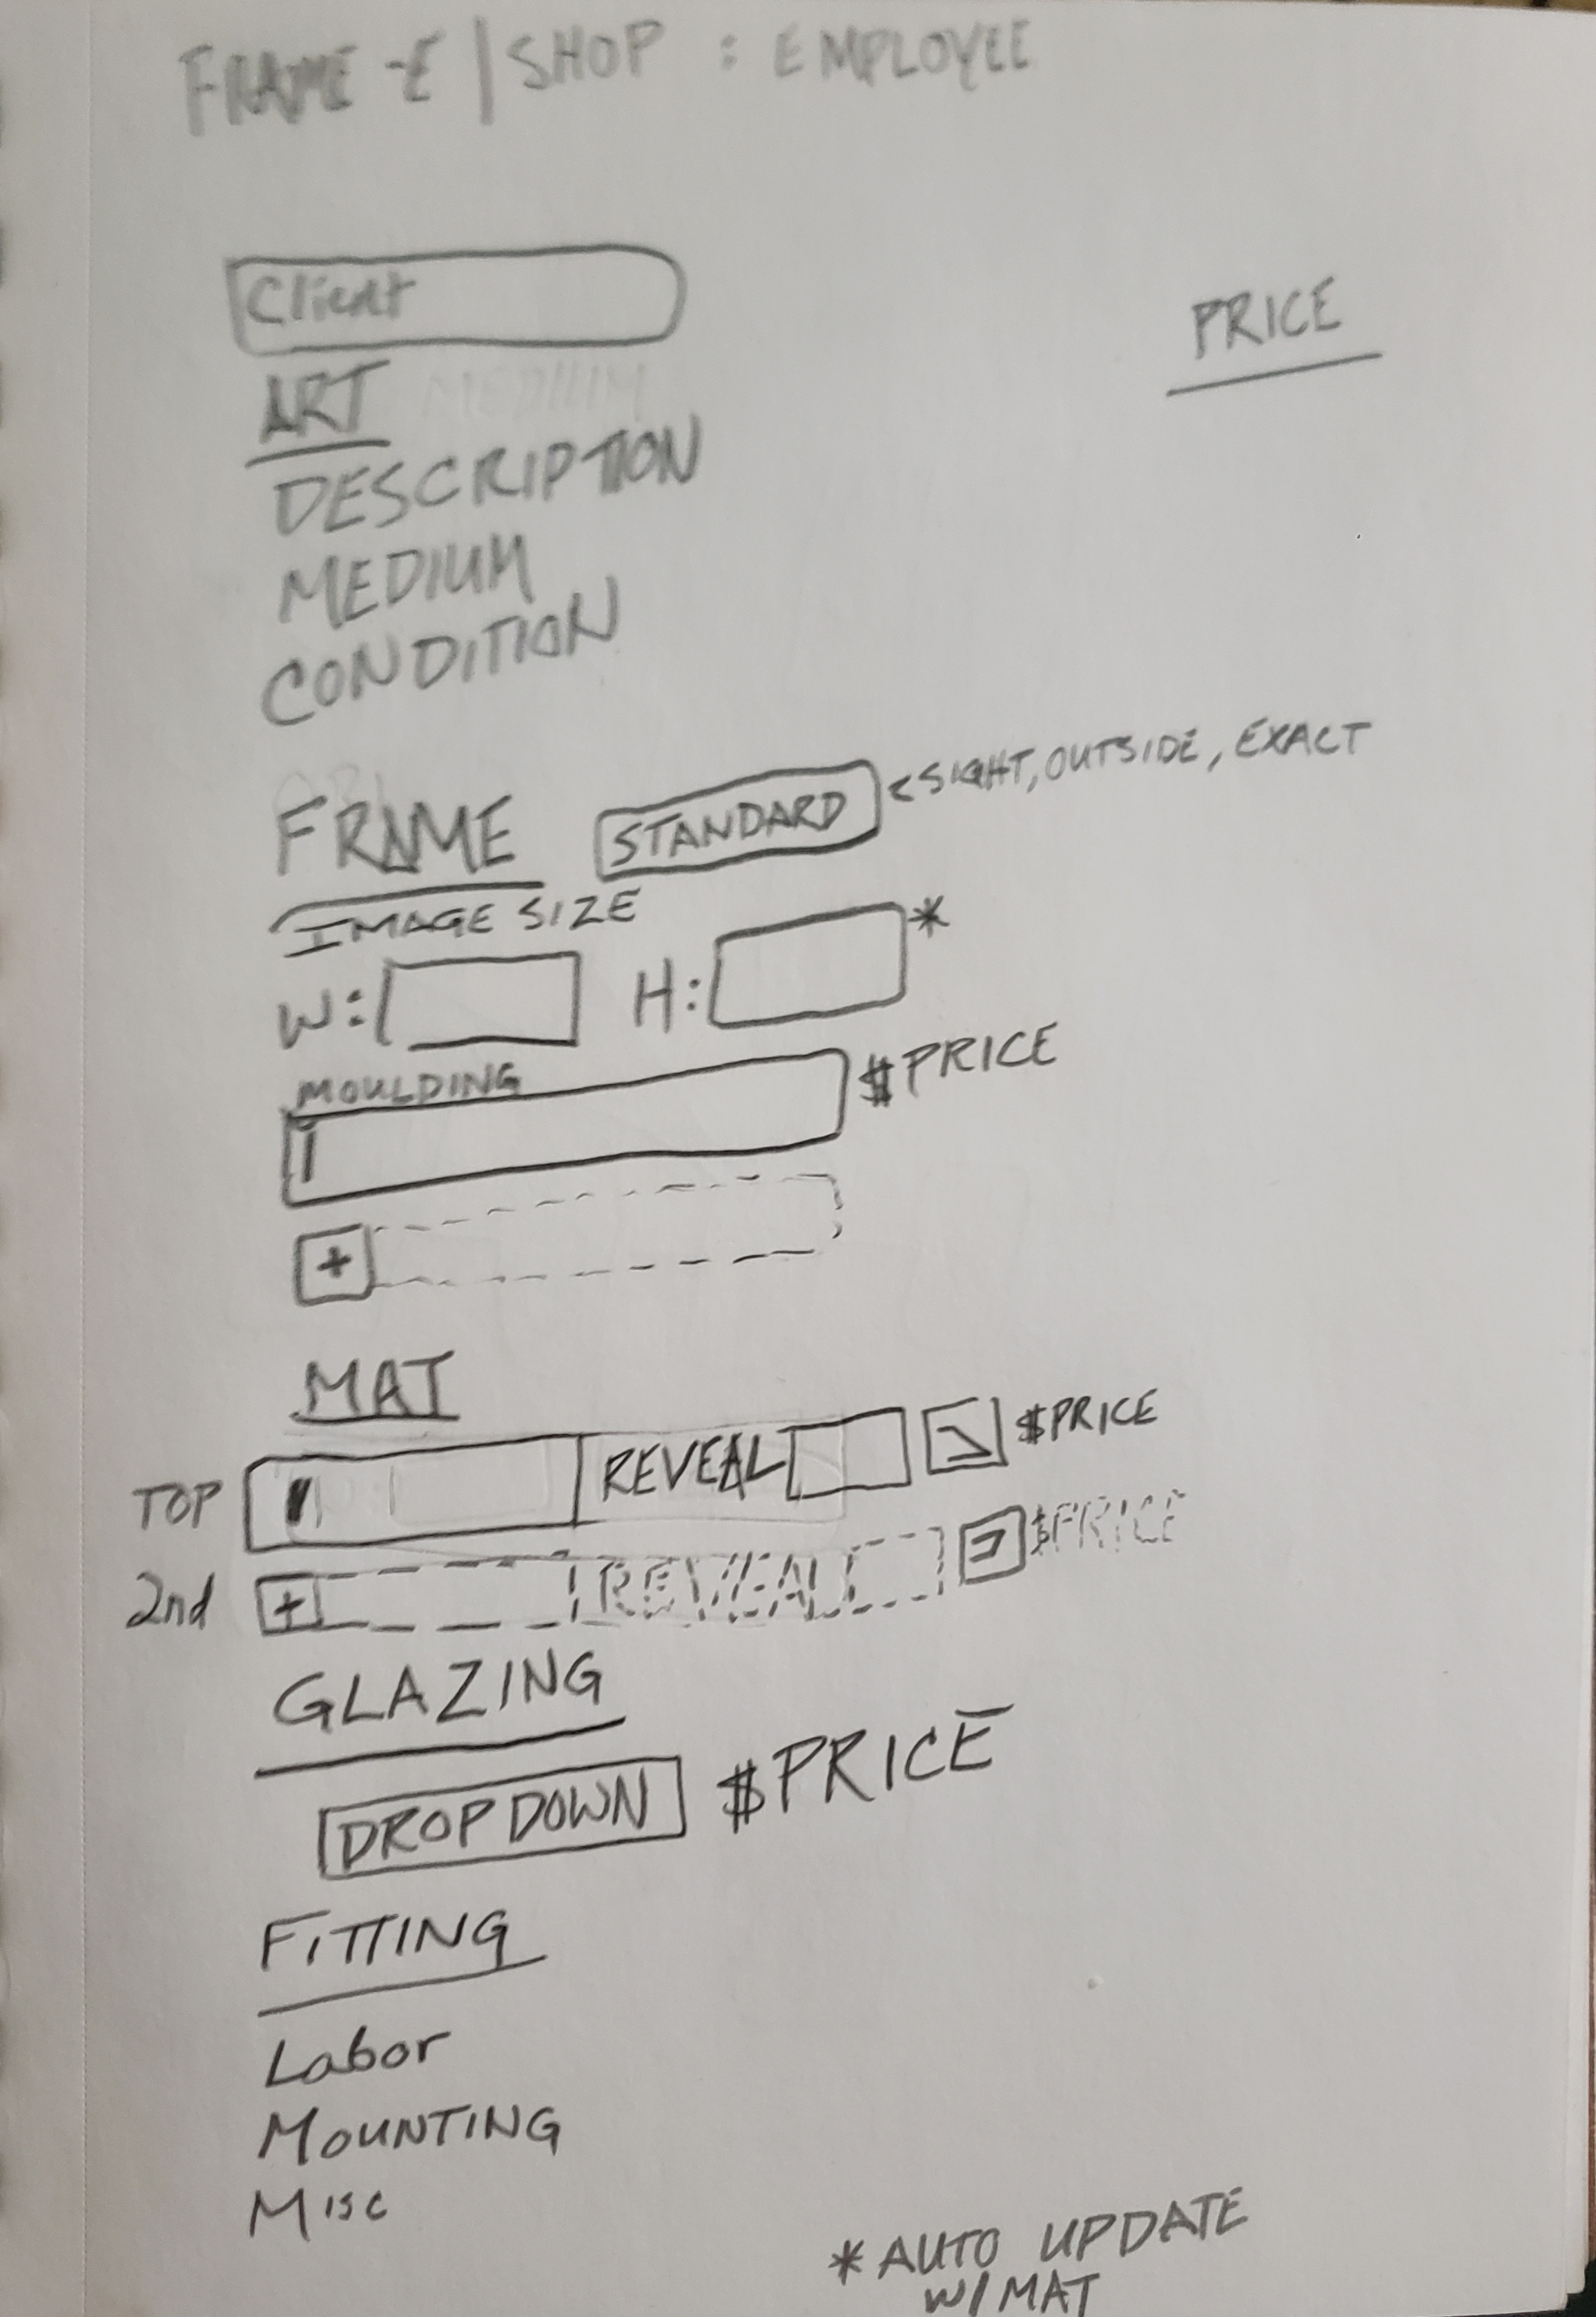 FRAME-E | SHOP : EMPLOYEE
Client
PRICE
ART MEDIUM
DESCRIPTION
MEDIUM
CONDITION
FRAME STANDARD < SIGHT, OUTSIDE, EXACT
IMAGE SIZE
W: H: *
MOULDING $PRICE
+
MAT
TOP REVEAL $PRICE
2nd + REVEAL $PRICE
GLAZING
DROP DOWN $PRICE
FITTING
Labor
MOUNTING
MISC
* AUTO UPDATE
W/MAT